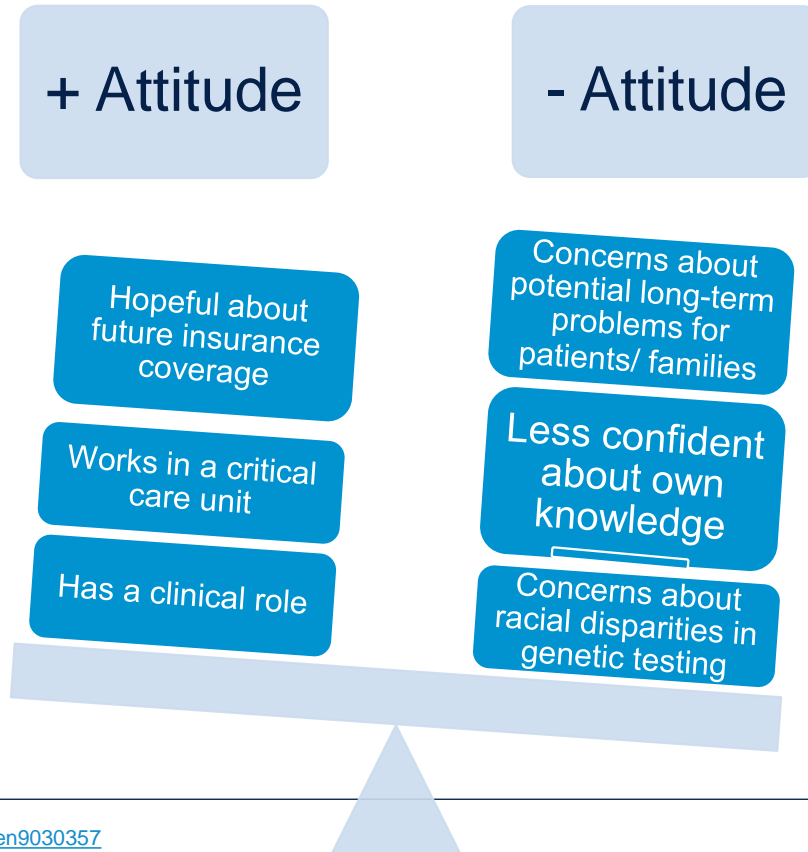 + Attitude
- Attitude
Hopeful about
future insurance
coverage
Works in a critical
care unit
Has a clinical role
Concerns about
potential long-term
problems for
patients/ families
Less confident
about own
knowledge
Concerns about
racial disparities in
genetic testing
en9030357